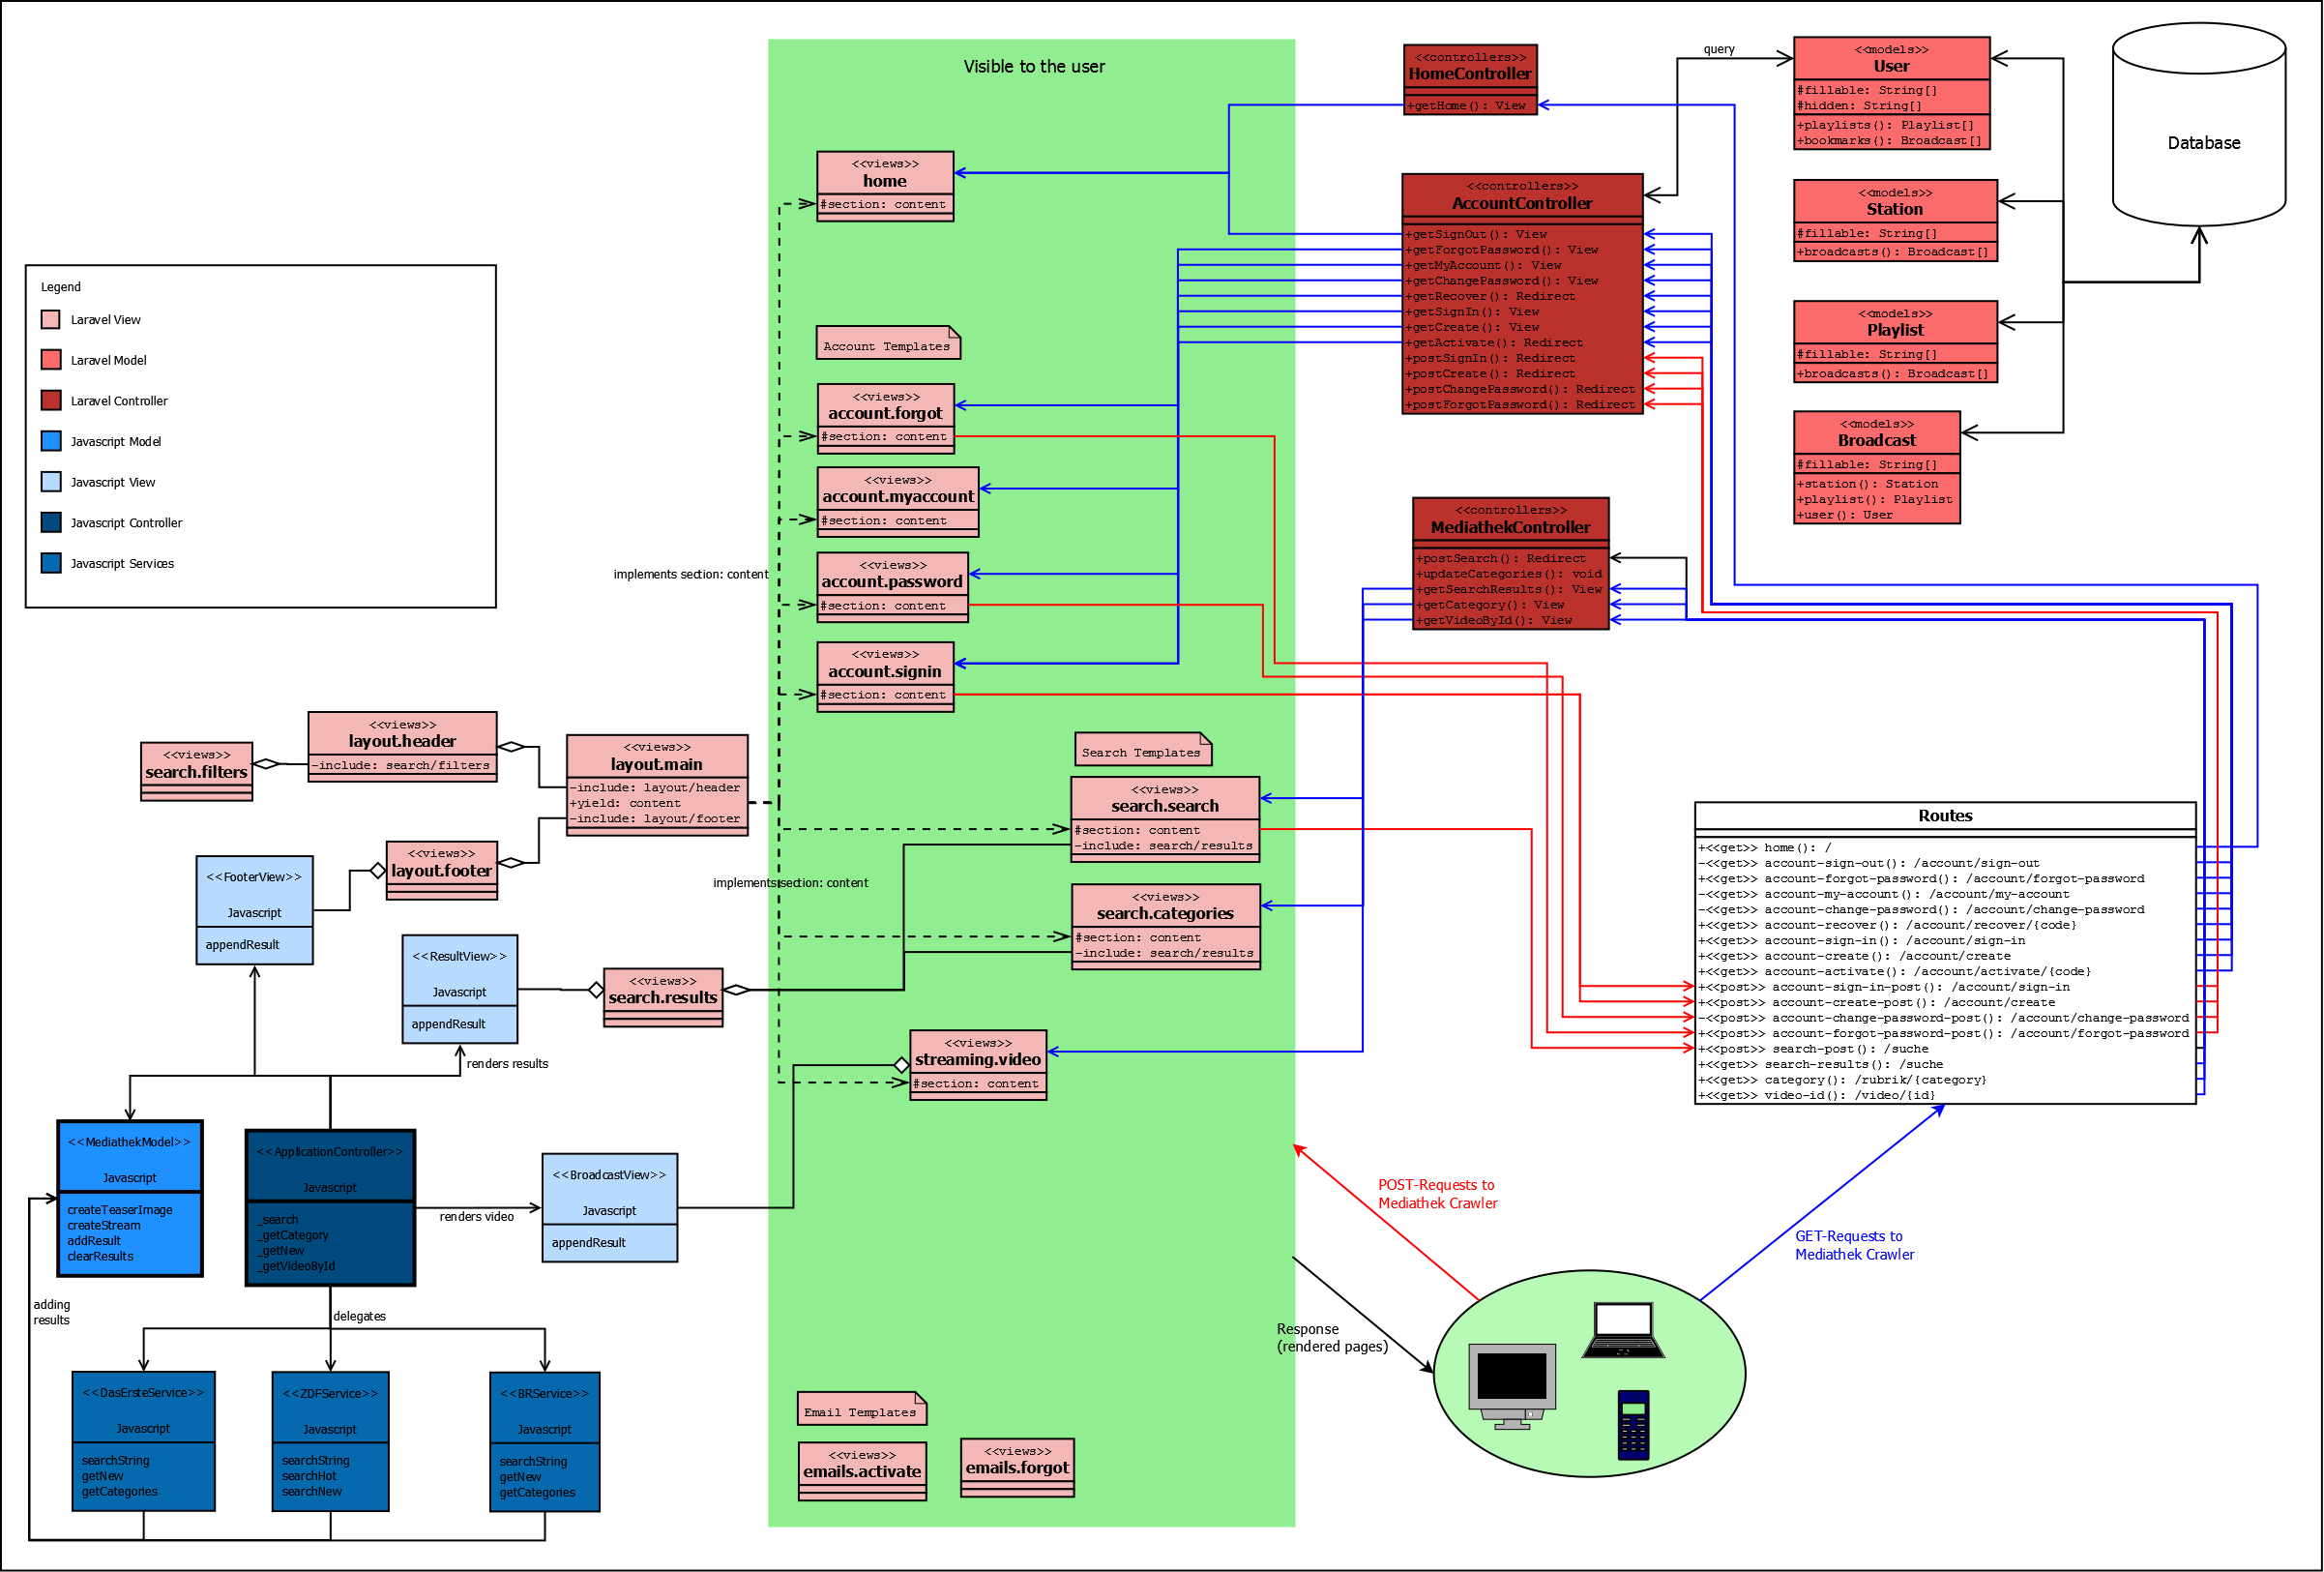 Visible to the user
<<controllers>>
HomeController
+getHome(): View
query
<<models>>
User
#fillable: String[]
#hidden: String[]
+playlists(): Playlist[]
+bookmarks(): Broadcast[]
Database
<<views>>
home
#section: content
<<controllers>>
AccountController
+getSignOut(): View
+getForgotPassword(): View
+getMyAccount(): View
+getChangePassword(): View
+getRecover(): Redirect
+getSignIn(): View
+getCreate(): View
+getActivate(): Redirect
+postSignIn(): Redirect
+postCreate(): Redirect
+postChangePassword(): Redirect
+postForgotPassword(): Redirect
<<models>>
Station
#fillable: String[]
+broadcasts(): Broadcast[]
<<models>>
Playlist
#fillable: String[]
+broadcasts(): Broadcast[]
<<models>>
Broadcast
#fillable: String[]
+station(): Station
+playlist(): Playlist
+user(): User
Legend
Laravel View
Laravel Model
Laravel Controller
Javascript Model
Javascript View
Javascript Controller
Javascript Services
Account Templates
<<views>>
account.forgot
#section: content
<<views>>
account.myaccount
#section: content
implements section: content
<<views>>
account.password
#section: content
<<views>>
account.signin
#section: content
<<controllers>>
MediathekController
+postSearch(): Redirect
+updateCategories(): void
+getSearchResults(): View
+getCategory(): View
+getVideoById(): View
<<views>>
search.filters
<<views>>
layout.header
-include: search/filters
<<views>>
layout.main
-include: layout/header
+yield: content
-include: layout/footer
<<views>>
layout.footer
Search Templates
<<views>>
search.search
#section: content
-include: search/results
implements section: content
<<views>>
search.categories
#section: content
-include: search/results
Routes
+<<get>> home(): /
-<<get>> account-sign-out(): /account/sign-out
+<<get>> account-forgot-password(): /account/forgot-password
-<<get>> account-my-account(): /account/my-account
-<<get>> account-change-password(): /account/change-password
+<<get>> account-recover(): /account/recover/{code}
+<<get>> account-sign-in(): /account/sign-in
+<<get>> account-create(): /account/create
+<<get>> account-activate(): /account/activate/{code}
+<<post>> account-sign-in-post(): /account/sign-in
+<<post>> account-create-post(): /account/create
-<<post>> account-change-password-post(): /account/change-password
+<<post>> account-forgot-password-post(): /account/forgot-password
+<<post>> search-post(): /suche
+<<get>> search-results(): /suche
+<<get>> category(): /rubrik/{category}
+<<get>> video-id(): /video/{id}
<<FooterView>>
Javascript
appendResult
<<ResultView>>
Javascript
appendResult
<<views>>
search.results
renders results
<<views>>
streaming.video
#section: content
<<MediathekModel>>
Javascript
createTeaserImage
createStream
addResult
clearResults
<<ApplicationController>>
Javascript
_search
_getCategory
_getNew
_getVideoById
renders video
<<BroadcastView>>
Javascript
appendResult
POST-Requests to
Mediathek Crawler
GET-Requests to
Mediathek Crawler
Response
(rendered pages)
adding
results
delegates
<<DasErsteService>>
Javascript
searchString
getNew
getCategories
<<ZDFService>>
Javascript
searchString
searchHot
searchNew
<<BRService>>
Javascript
searchString
getNew
getCategories
Email Templates
<<views>>
emails.activate
<<views>>
emails.forgot